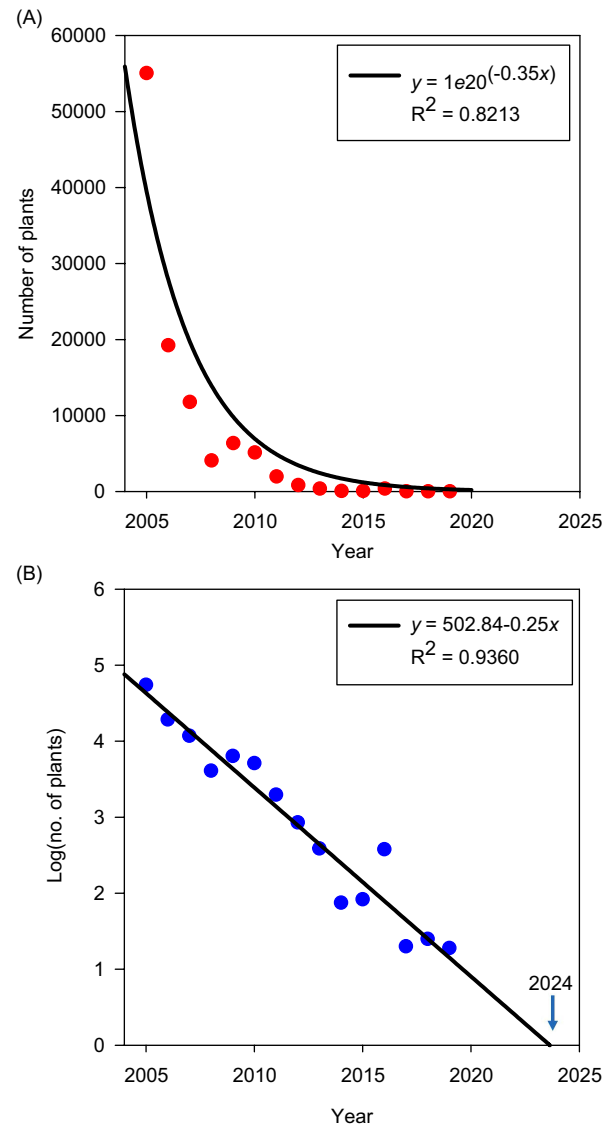 (A)
60000
50000
40000
30000
20000
10000
0
Number of plants
y = 1e20(-0.35x)
R2 = 0.8213
2005 2010 2015 2020 2025
Year
(B)
6
5
4
3
2
1
0
Log(no. of plants)
y = 502.84-0.25x
R2 = 0.9360
2024
2005 2010 2015 2020 2025
Year